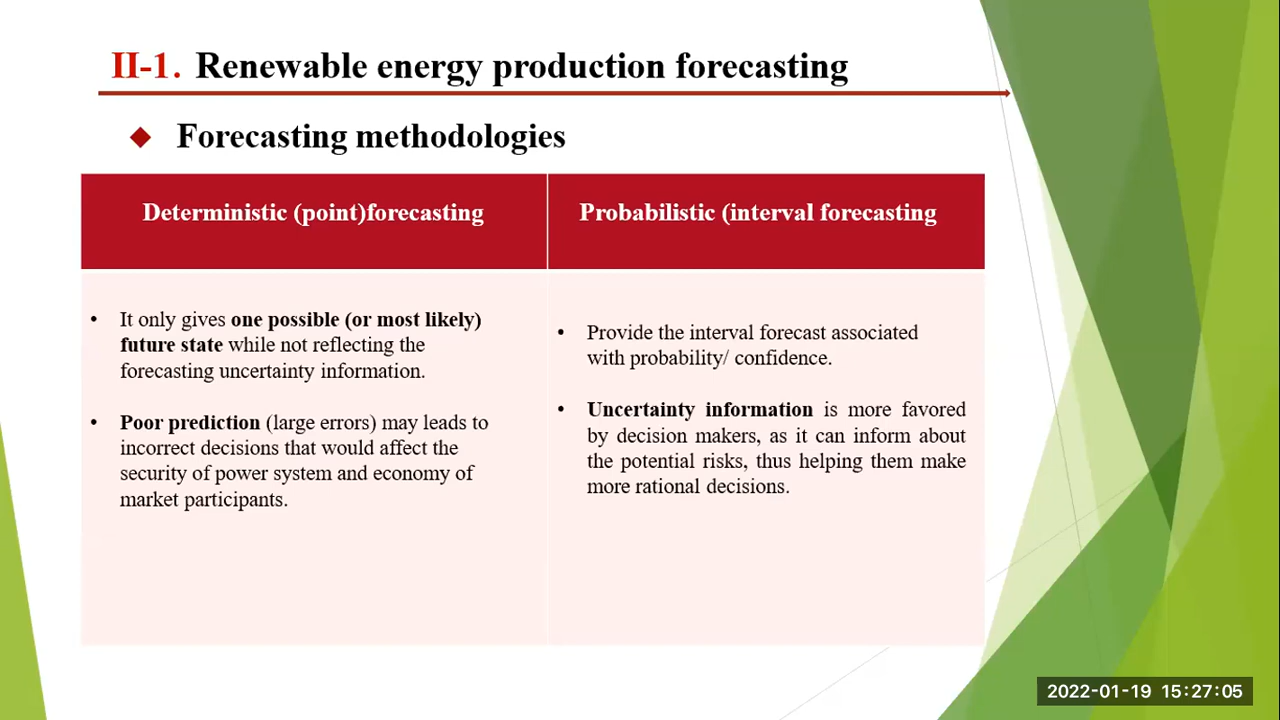 II-1. Renewable energy production forecasting
◆ Forecasting methodologies
Deterministic (point)forecasting
Probabilistic (interval forecasting
• It only gives one possible (or most likely)
future state while not reflecting the
forecasting uncertainty information.
• Poor prediction (large errors) may leads to
incorrect decisions that would affect the
security of power system and economy of
market participants.
• Provide the interval forecast associated
with probability/ confidence.
• Uncertainty information is more favored
by decision makers, as it can inform about
the potential risks, thus helping them make
more rational decisions.
2022-01-19 15:27:05